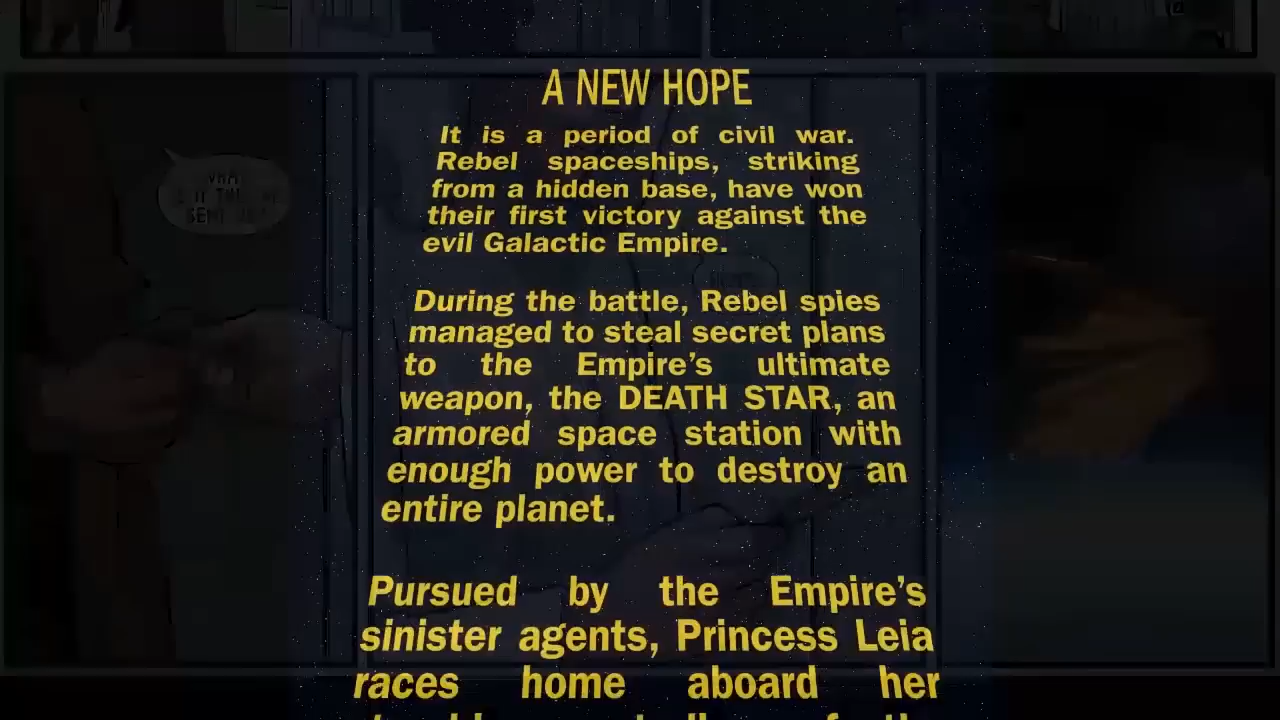 A NEW HOPE
It is a period of civil war.
Rebel spaceships, striking
from a hidden base, have won
their first victory against the
evil Galactic Empire.
During the battle, Rebel spies
managed to steal secret plans
to the Empire’s ultimate
weapon, the DEATH STAR, an
armored space station with
enough power to destroy an
entire planet.
Pursued by the Empire’s
sinister agents, Princess Leia
races home aboard her